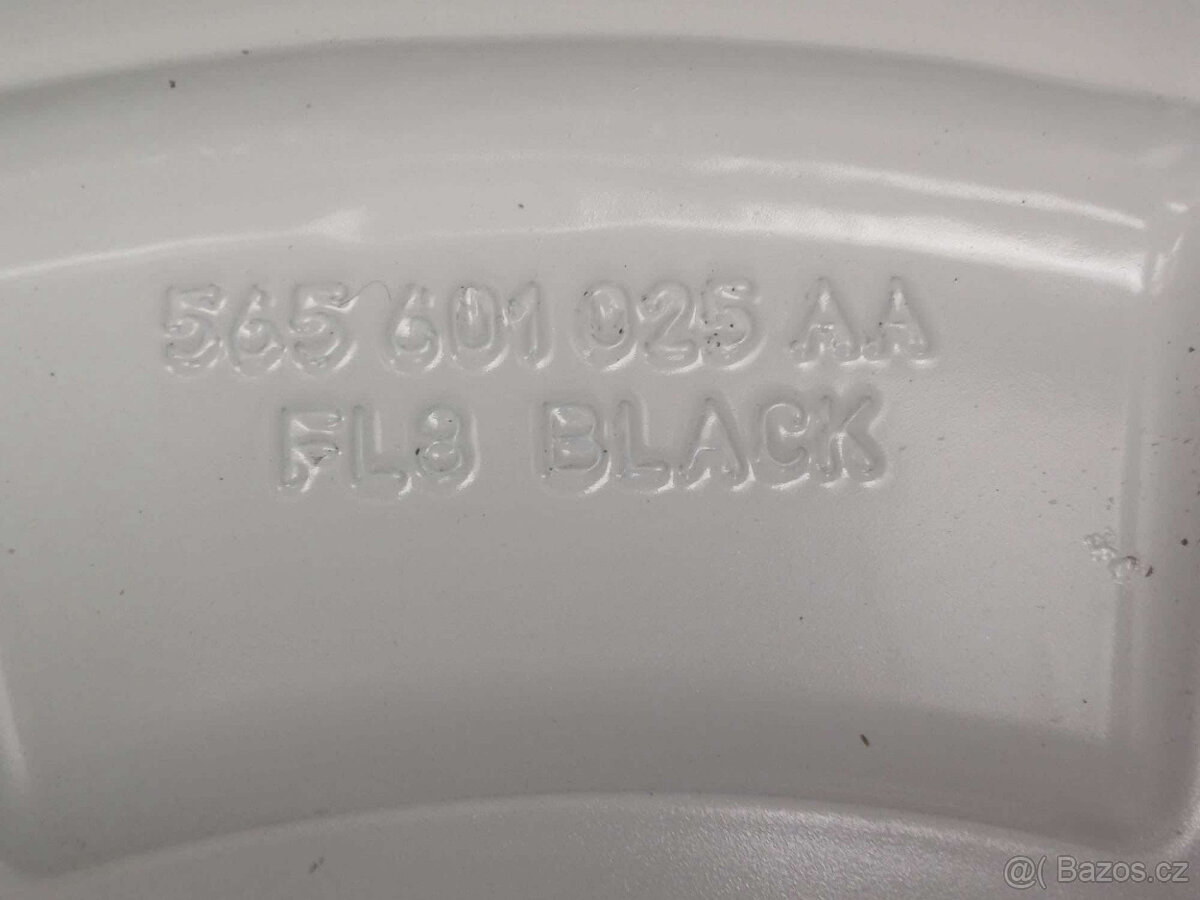 565 601 025 AA
FL8 BLACK
@( Bazos.cz